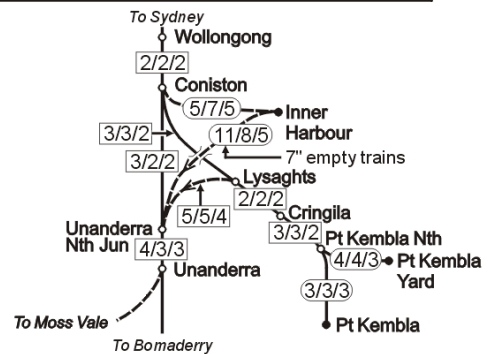 To Sydney
Wollongong
2/2/2
Coniston
5/7/5
Inner
Harbour
3/3/2
11/8/5
3/2/2
7" empty trains
Lysaghts
2/2/2
5/5/4
Cringila
3/3/2
Unanderra
Nth Jun
Pt Kembla Nth
4/3/3
4/4/3
Pt Kembla
Yard
Unanderra
3/3/3
To Moss Vale
Pt Kembla
To Bomaderry